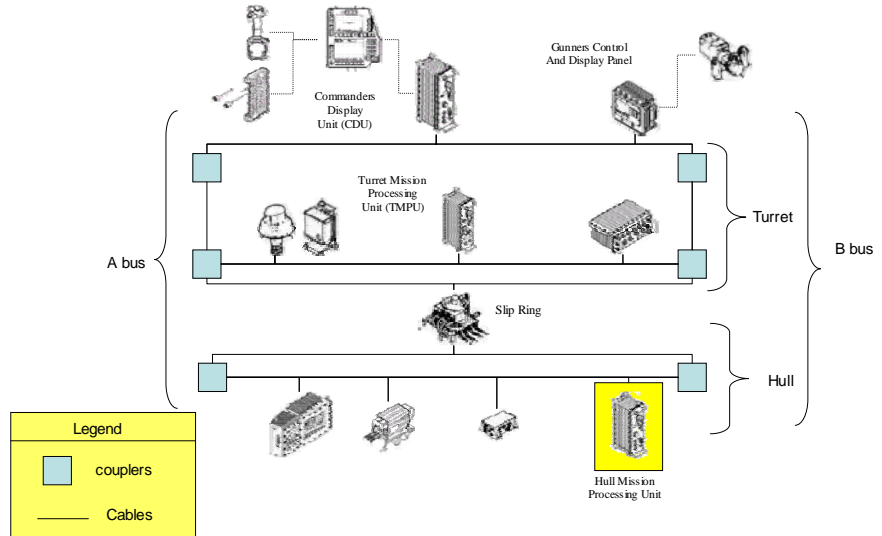 Gunners Control
And Display Panel
Commanders
Display
Unit (CDU)
Turret Mission
Processing
Unit (TMPU)
Turret
A bus
B bus
Slip Ring
Hull
Legend
couplers
Cables
Hull Mission
Processing Unit